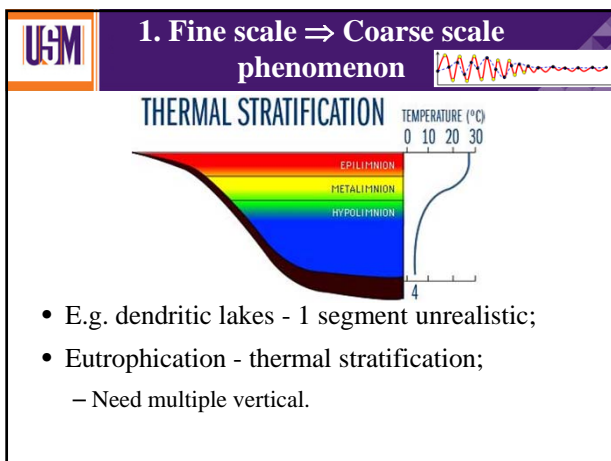 USM
1. Fine scale ⇒ Coarse scale
phenomenon
THERMAL STRATIFICATION
TEMPERATURE (°C)
0 10 20 30
EPILIMNION
METALIMNION
HYPOLIMNION
4
• E.g. dendritic lakes - 1 segment unrealistic;
• Eutrophication - thermal stratification;
– Need multiple vertical.